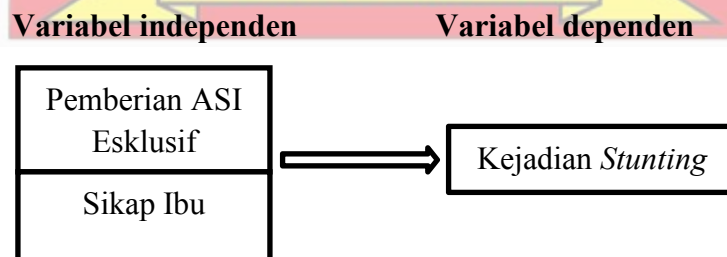 Variabel independen Variabel dependen
Pemberian ASI
Esklusif
Sikap Ibu
Kejadian Stunting